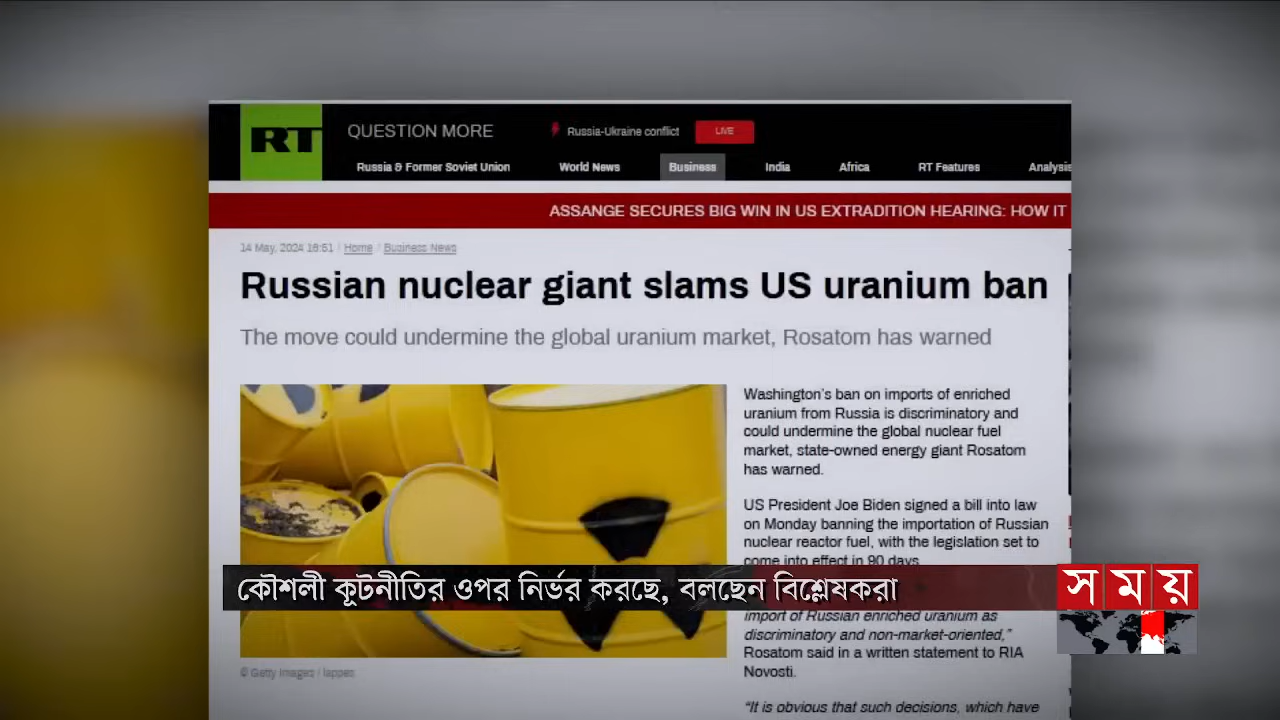 RT
QUESTION MORE
Russia-Ukraine conflict
LIVE
Russia & Former Soviet Union
World News
Business
India
Africa
RT Features
Analysis
ASSANGE SECURES BIG WIN IN US EXTRADITION HEARING: HOW IT
14 May, 2024 16:51 / Home / Business News
Russian nuclear giant slams US uranium ban
The move could undermine the global uranium market, Rosatom has warned
Washington's ban on imports of enriched
uranium from Russia is discriminatory and
could undermine the global nuclear fuel
market, state-owned energy giant Rosatom
has warned.
US President Joe Biden signed a bill into law
on Monday banning the importation of Russian
nuclear reactor fuel, with the legislation set to
come into effect in 90 days.
কৌশলী কূটনীতির ওপর নির্ভর করছে, বলছেন বিশ্লেষকরা
সময়
import of Russian enriched uranium as
discriminatory and non-market-oriented,"
Rosatom said in a written statement to RIA
Novosti.
© Getty Images / lappes
"It is obvious that such decisions, which have